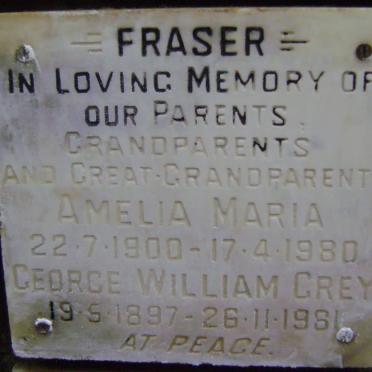 FRASER
IN LOVING MEMORY OF
OUR PARENTS
GRANDPARENTS
AND GREAT-GRANDPARENT
AMELIA MARIA
22·7·1900-17·4·1980
GEORGE WILLIAM GREY
19·5·1897-26·11·1961
AT PEACE.